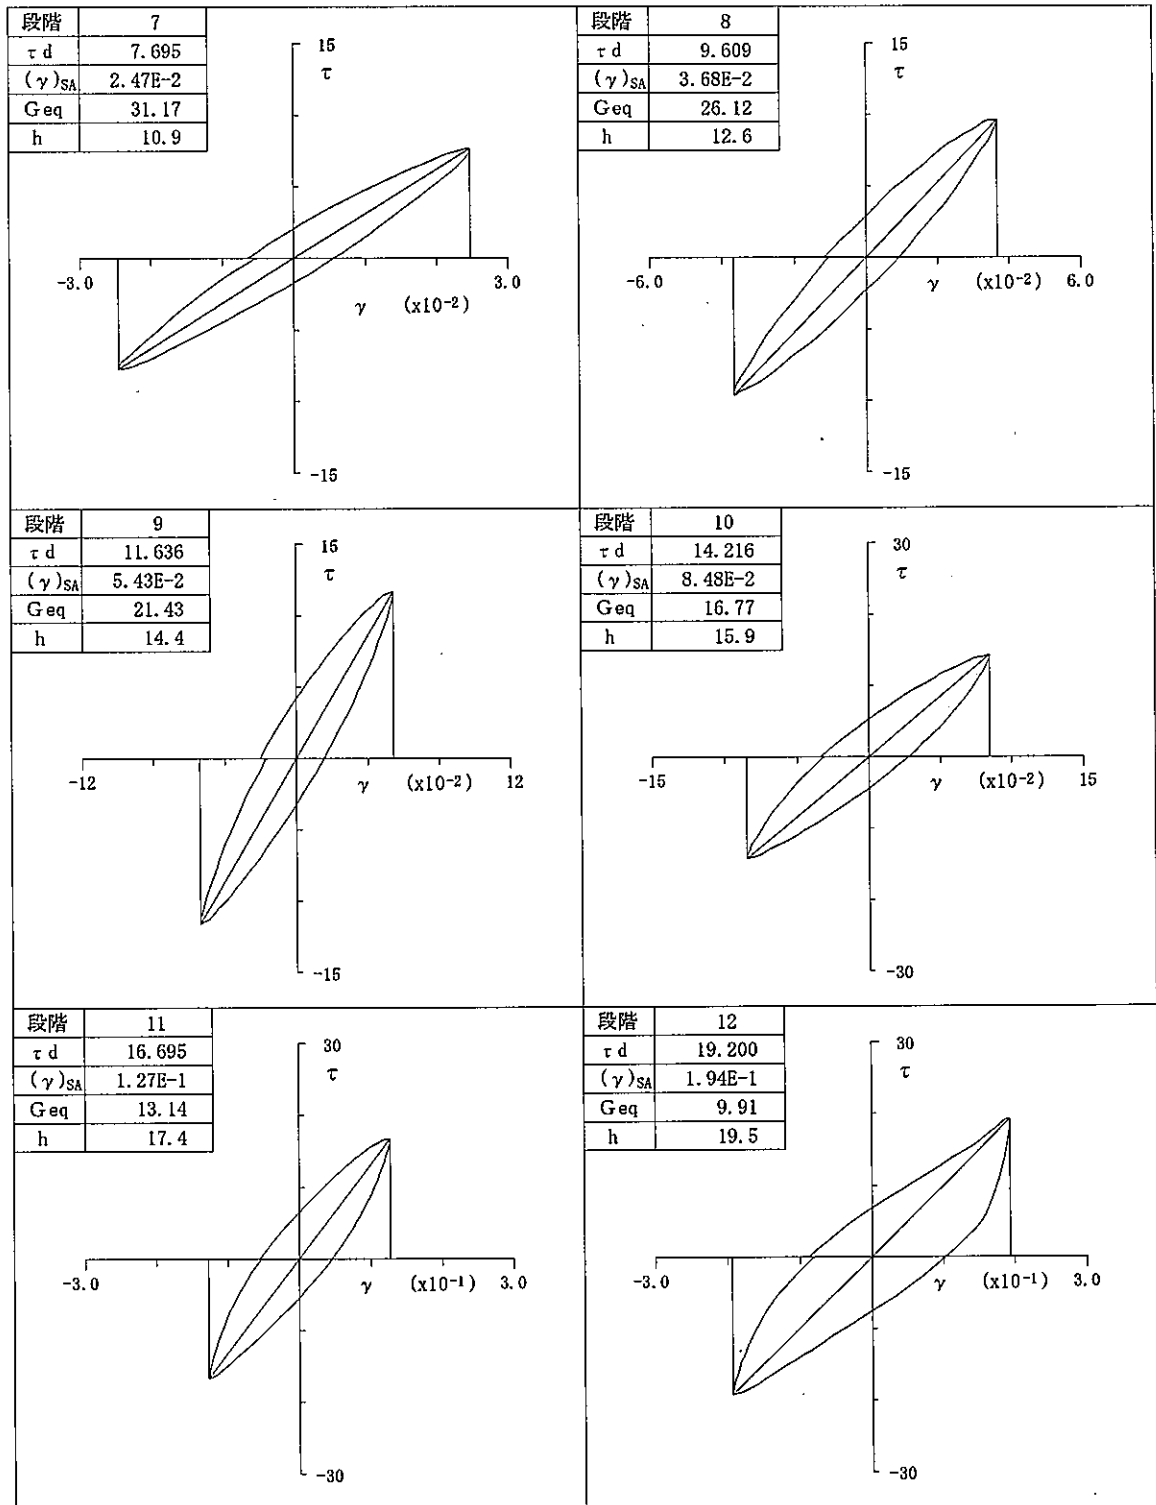 段階 7
τd 7.695
(γ)SA 2.47E-2
Geq 31.17
h 10.9
15
τ
-3.0
γ (x10-2)
3.0
-15
段階 8
τd 9.609
(γ)SA 3.68E-2
Geq 26.12
h 12.6
15
τ
-6.0
γ (x10-2) 6.0
-15
段階 9
τd 11.636
(γ)SA 5.43E-2
Geq 21.43
h 14.4
15
τ
-12
γ (x10-2) 12
-15
段階 10
τd 14.216
(γ)SA 8.48E-2
Geq 16.77
h 15.9
30
τ
-15
γ (x10-2) 15
-30
段階 11
τd 16.695
(γ)SA 1.27E-1
Geq 13.14
h 17.4
30
τ
-3.0
γ (x10-1) 3.0
-30
段階 12
τd 19.200
(γ)SA 1.94E-1
Geq 9.91
h 19.5
30
τ
-3.0
γ (x10-1) 3.0
-30